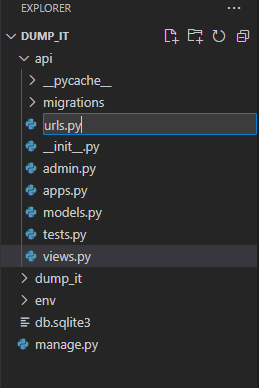 EXPLORER
DUMP_IT
api
__pycache__
migrations
urls.py
__init__.py
admin.py
apps.py
models.py
tests.py
views.py
dump_it
env
db.sqlite3
manage.py